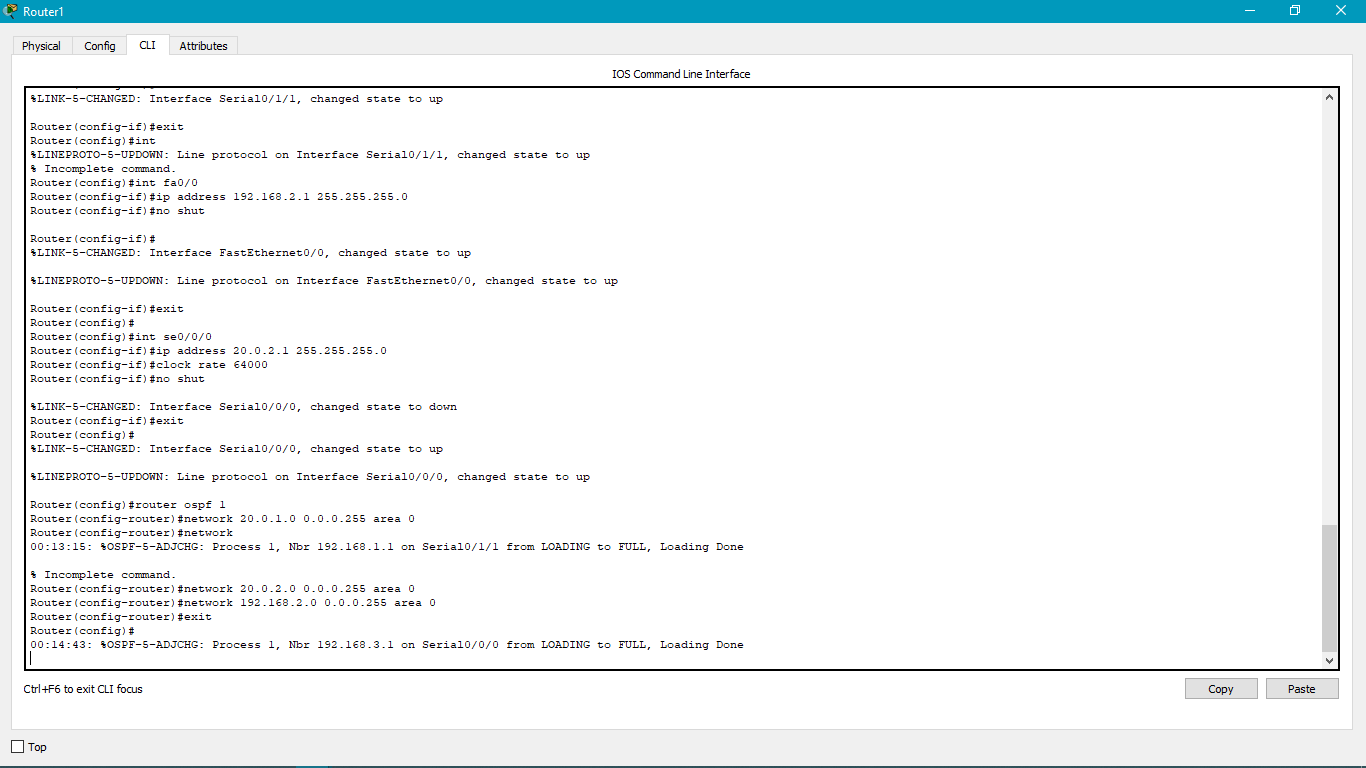 Router1
Physical Config CLI Attributes
IOS Command Line Interface
%LINK-5-CHANGED: Interface Serial0/1/1, changed state to up
Router(config-if)#exit
Router(config)#int
%LINEPROTO-5-UPDOWN: Line protocol on Interface Serial0/1/1, changed state to up
% Incomplete command.
Router(config)#int fa0/0
Router(config-if)#ip address 192.168.2.1 255.255.255.0
Router(config-if)#no shut
Router(config-if)#
%LINK-5-CHANGED: Interface FastEthernet0/0, changed state to up
%LINEPROTO-5-UPDOWN: Line protocol on Interface FastEthernet0/0, changed state to up
Router(config-if)#exit
Router(config)#
Router(config)#int se0/0/0
Router(config-if)#ip address 20.0.2.1 255.255.255.0
Router(config-if)#clock rate 64000
Router(config-if)#no shut
%LINK-5-CHANGED: Interface Serial0/0/0, changed state to down
Router(config-if)#exit
Router(config)#
%LINK-5-CHANGED: Interface Serial0/0/0, changed state to up
%LINEPROTO-5-UPDOWN: Line protocol on Interface Serial0/0/0, changed state to up
Router(config)#router ospf 1
Router(config-router)#network 20.0.1.0 0.0.0.255 area 0
Router(config-router)#network
00:13:15: %OSPF-5-ADJCHG: Process 1, Nbr 192.168.1.1 on Serial0/1/1 from LOADING to FULL, Loading Done
% Incomplete command.
Router(config-router)#network 20.0.2.0 0.0.0.255 area 0
Router(config-router)#network 192.168.2.0 0.0.0.255 area 0
Router(config-router)#exit
Router(config)#
00:14:43: %OSPF-5-ADJCHG: Process 1, Nbr 192.168.3.1 on Serial0/0/0 from LOADING to FULL, Loading Done
Ctrl+F6 to exit CLI focus
Copy Paste
Top